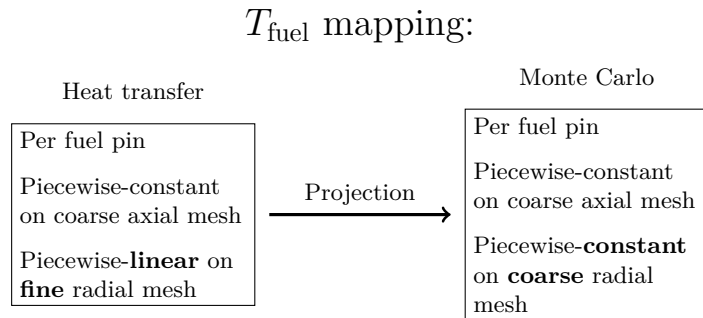 T_fuel mapping:
Heat transfer
Per fuel pin
Piecewise-constant
on coarse axial mesh
Piecewise-linear on
fine radial mesh
Projection
Monte Carlo
Per fuel pin
Piecewise-constant
on coarse axial mesh
Piecewise-constant
on coarse radial
mesh